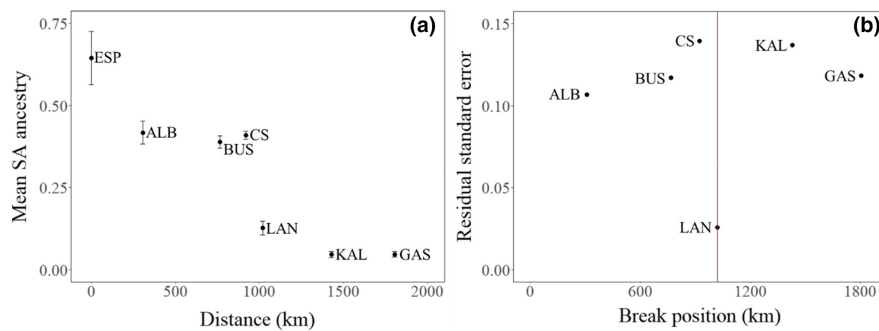 (a)
Mean SA ancestry
0.75
0.50
0.25
0.00
ESP
ALB
BUS
CS
LAN
KAL
GAS
0
500
1000
1500
2000
Distance (km)
(b)
Residual standard error
0.15
0.10
0.05
0.00
ALB
BUS
CS
KAL
GAS
LAN
0
600
1200
1800
Break position (km)